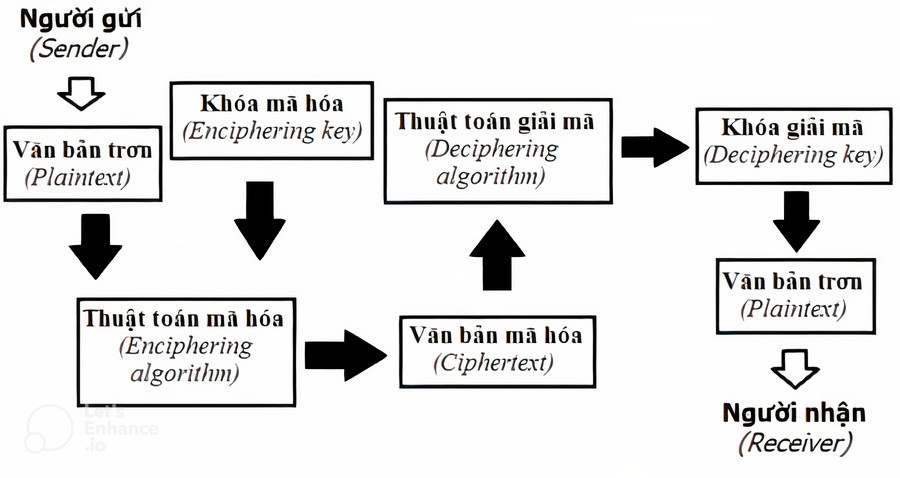 Người gửi
(Sender)
Văn bản trơn
(Plaintext)
Khóa mã hóa
(Enciphering key)
Thuật toán mã hóa
(Enciphering
algorithm)
Văn bản mã hóa
(Ciphertext)
Thuật toán giải mã
(Deciphering
algorithm)
Khóa giải mã
(Deciphering key)
Văn bản trơn
(Plaintext)
Người nhận
(Receiver)
Let's
Enhance
.io